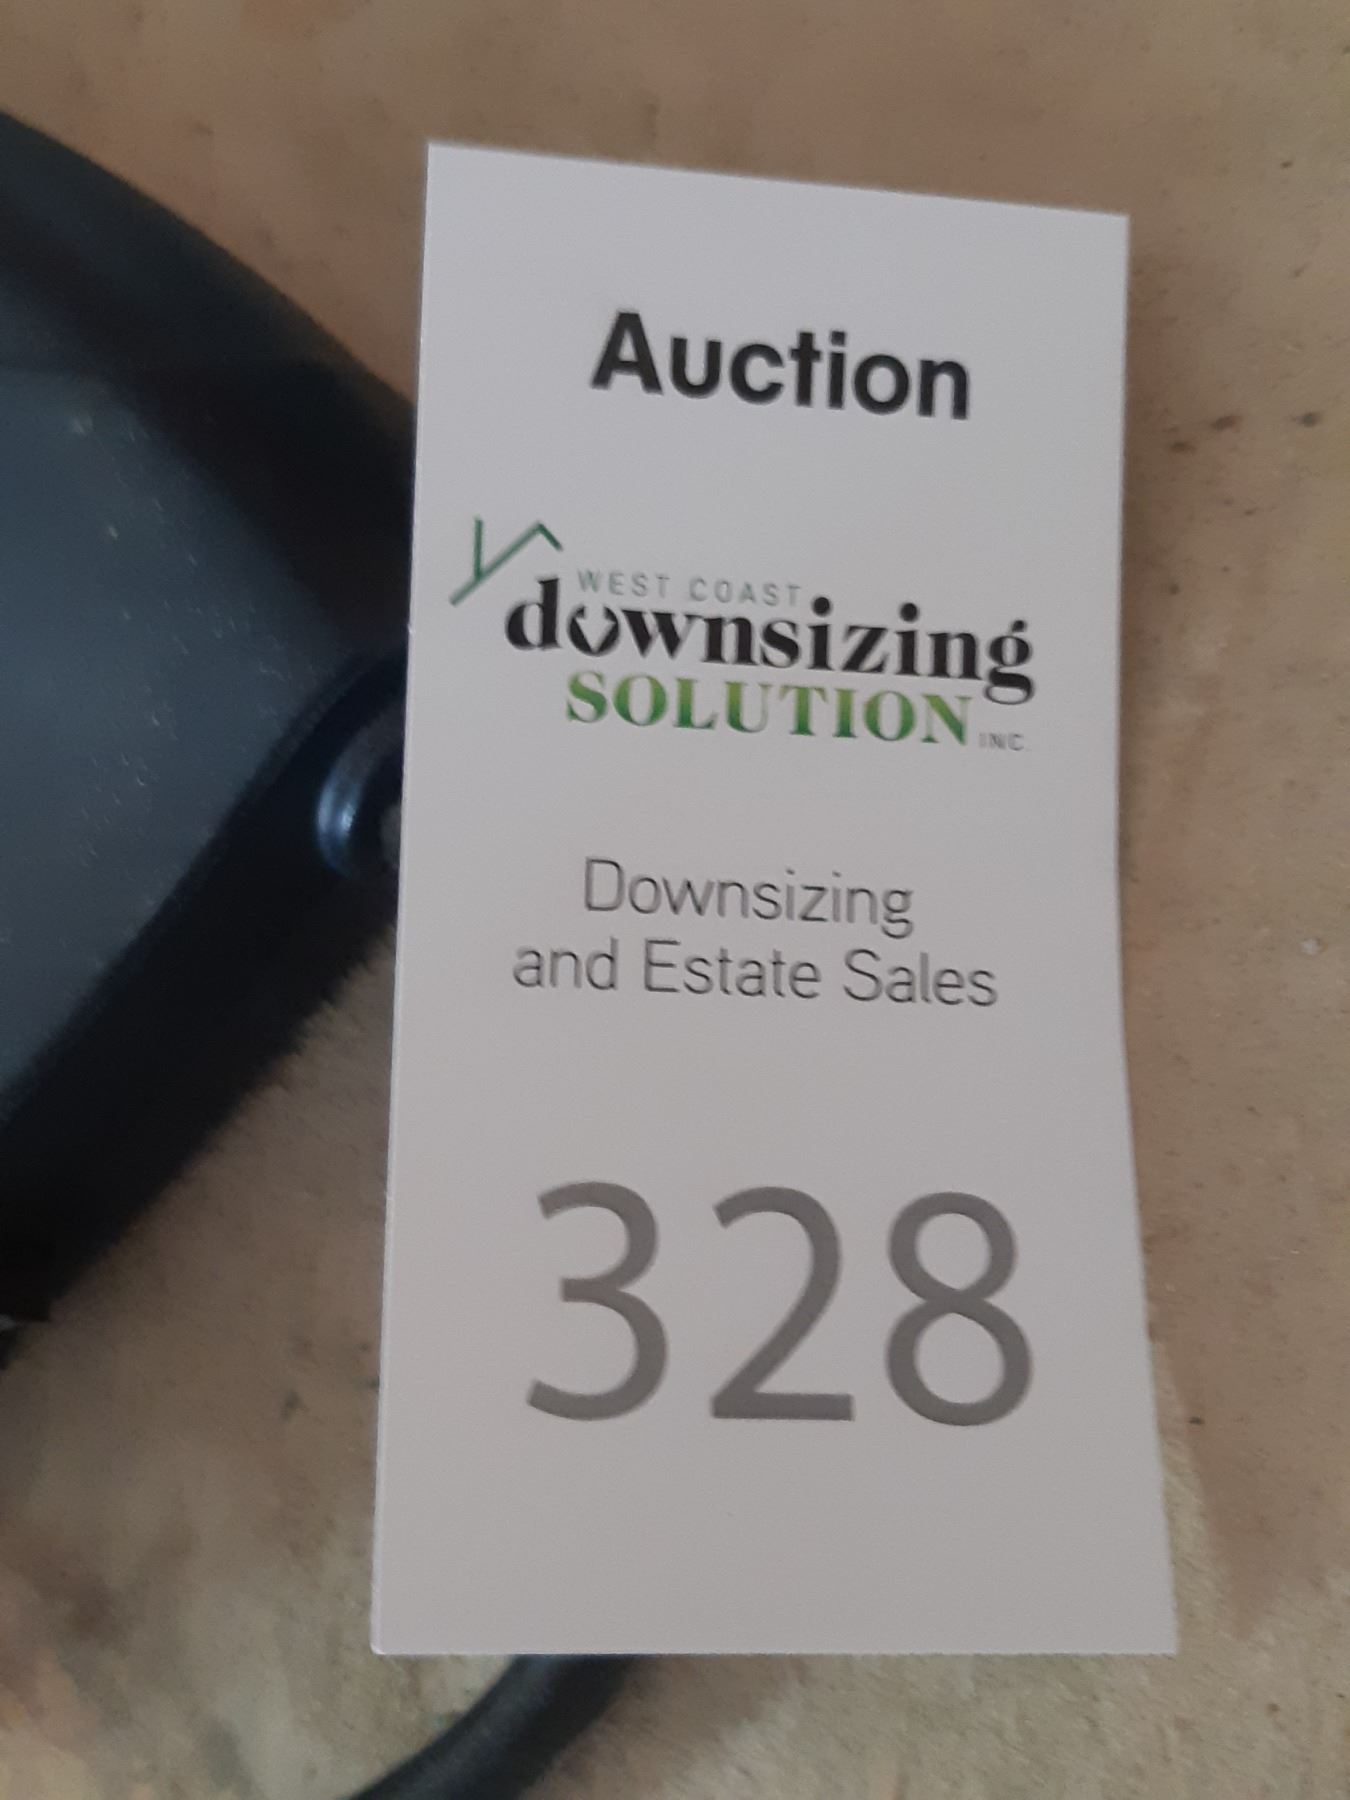 Auction
WEST COAST
downsizing
SOLUTION INC.
Downsizing
and Estate Sales
328